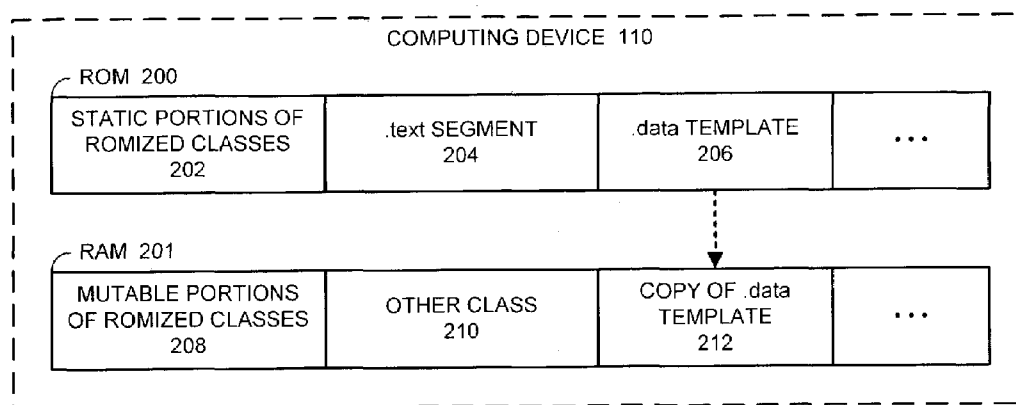 COMPUTING DEVICE 110
ROM 200
STATIC PORTIONS OF
ROMIZED CLASSES
202
.text SEGMENT
204
.data TEMPLATE
206
...
RAM 201
MUTABLE PORTIONS
OF ROMIZED CLASSES
208
OTHER CLASS
210
COPY OF .data
TEMPLATE
212
...